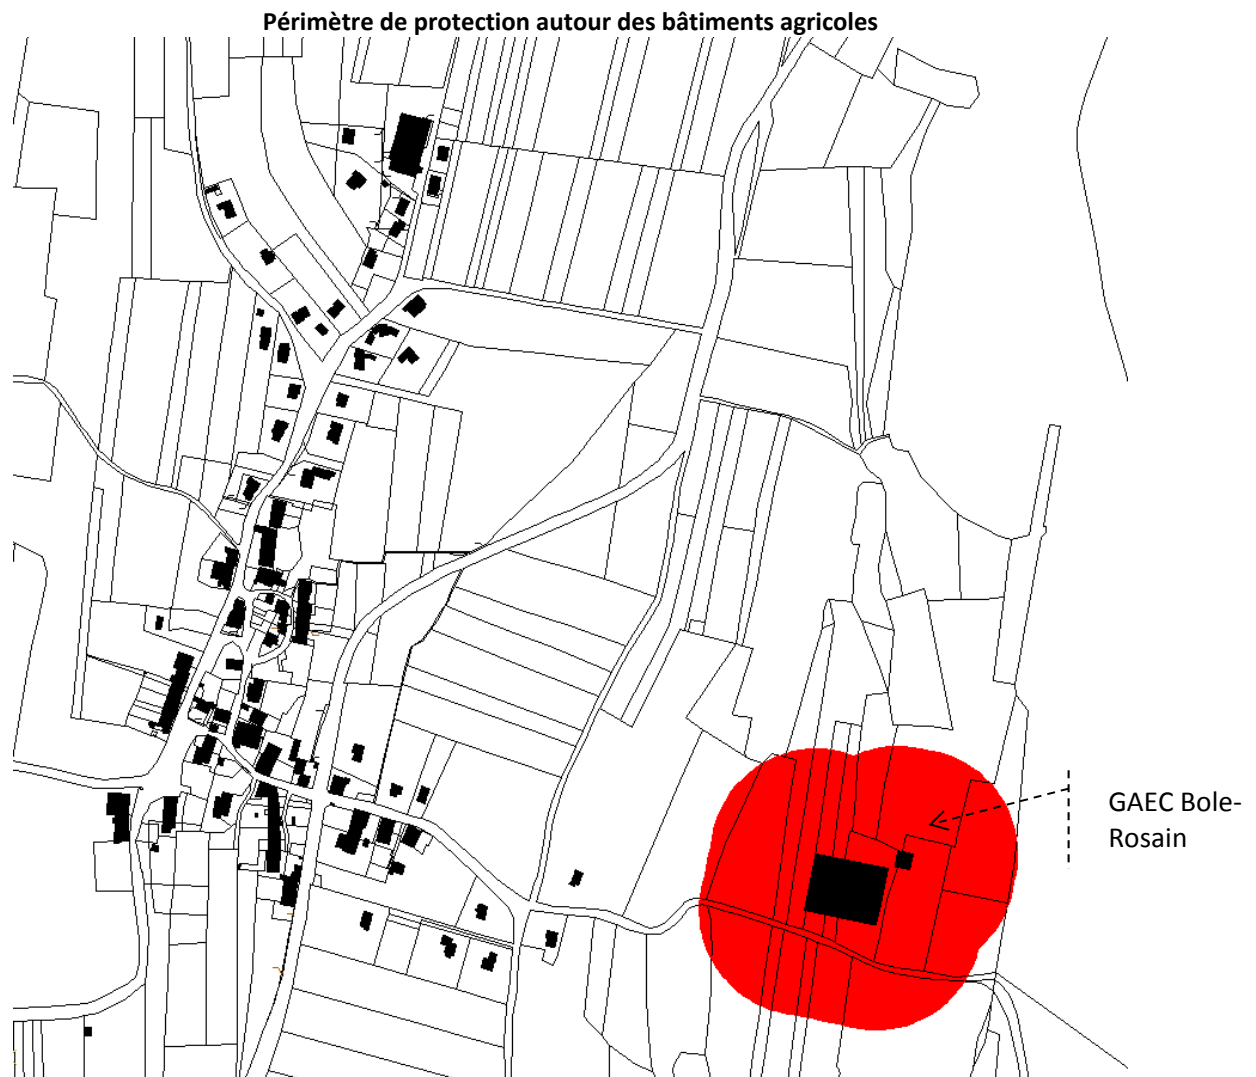 Périmètre de protection autour des bâtiments agricoles
GAEC Bole-
Rosain